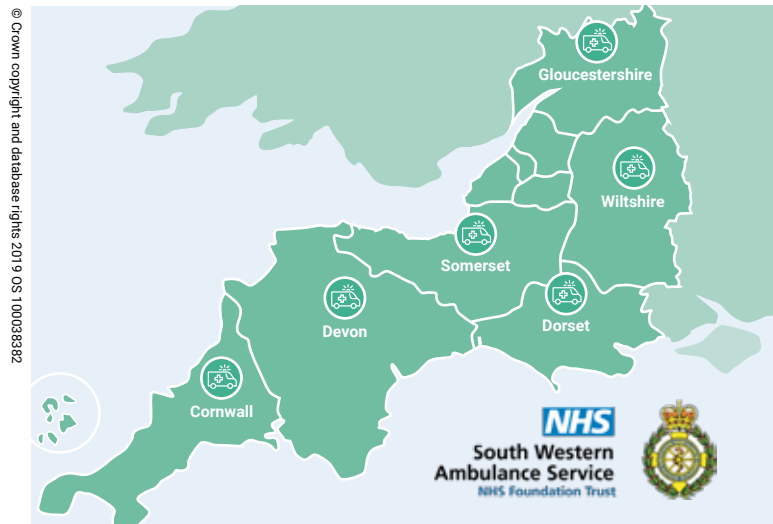 © Crown copyright and database rights 2019 OS 100038382
Gloucestershire
Wiltshire
Somerset
Devon
Dorset
Cornwall
NHS
South Western
Ambulance Service
NHS Foundation Trust